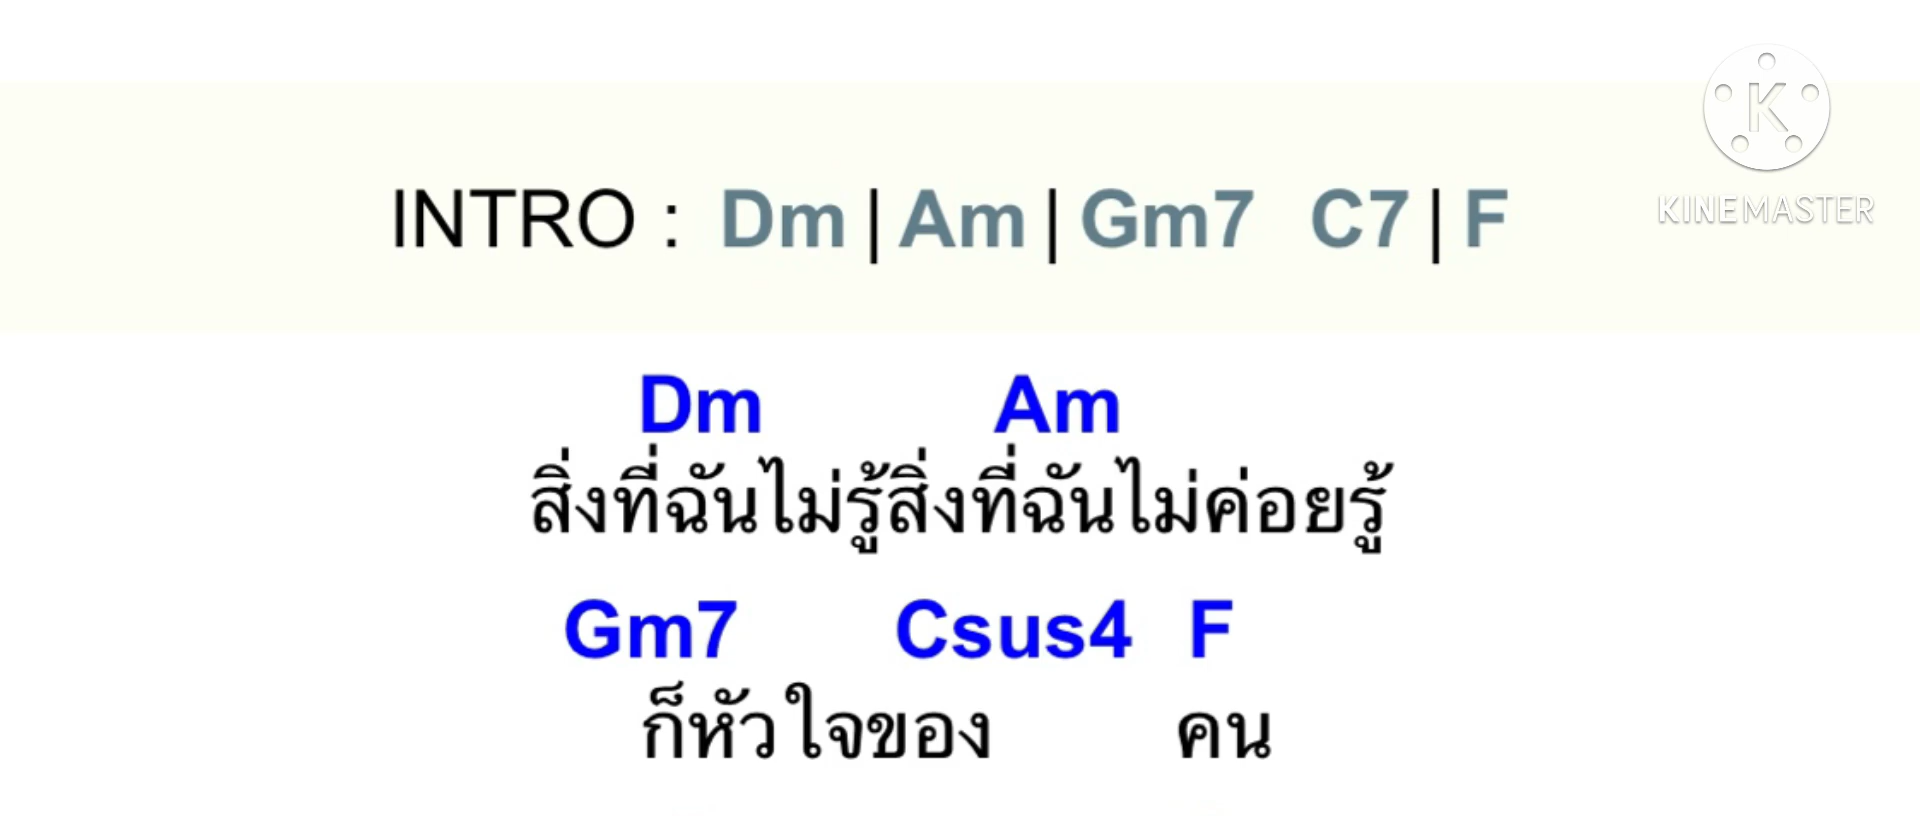 INTRO : Dm | Am | Gm7 C7 | F
K
KINEMASTER
Dm Am
สิ่งที่ฉันไม่รู้สิ่งที่ฉันไม่ค่อยรู้
Gm7 Csus4 F
ก็หัวใจของ คน